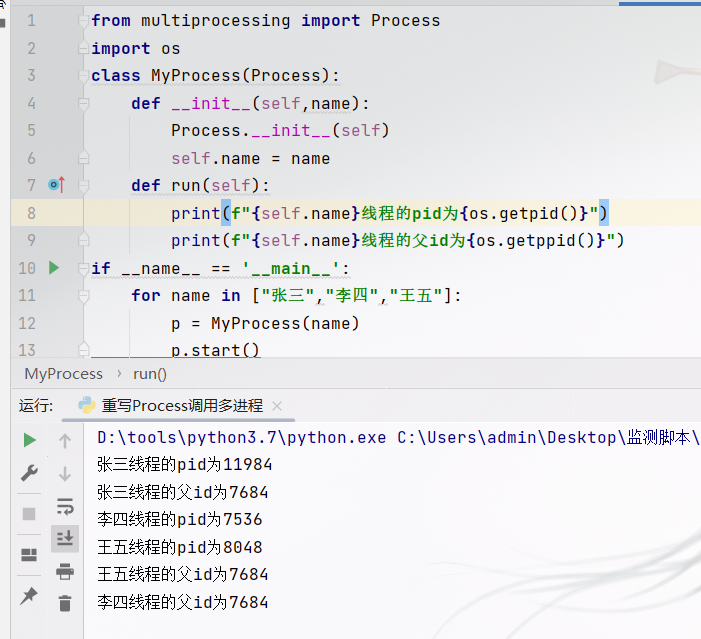 1 from multiprocessing import Process
2 import os
3 class MyProcess(Process):
4     def __init__(self,name):
5         Process.__init__(self)
6         self.name = name
7     def run(self):
8         print(f"{self.name}线程的pid为{os.getpid()}")
9         print(f"{self.name}线程的父id为{os.getppid()}")
10 if __name__ == '__main__':
11     for name in ["张三","李四","王五"]:
12         p = MyProcess(name)
13         p.start()
MyProcess › run()
运行: 重写Process调用多进程 ×
D:\tools\python3.7\python.exe C:\Users\admin\Desktop\监测脚本\
张三线程的pid为11984
张三线程的父id为7684
李四线程的pid为7536
王五线程的pid为8048
王五线程的父id为7684
李四线程的父id为7684